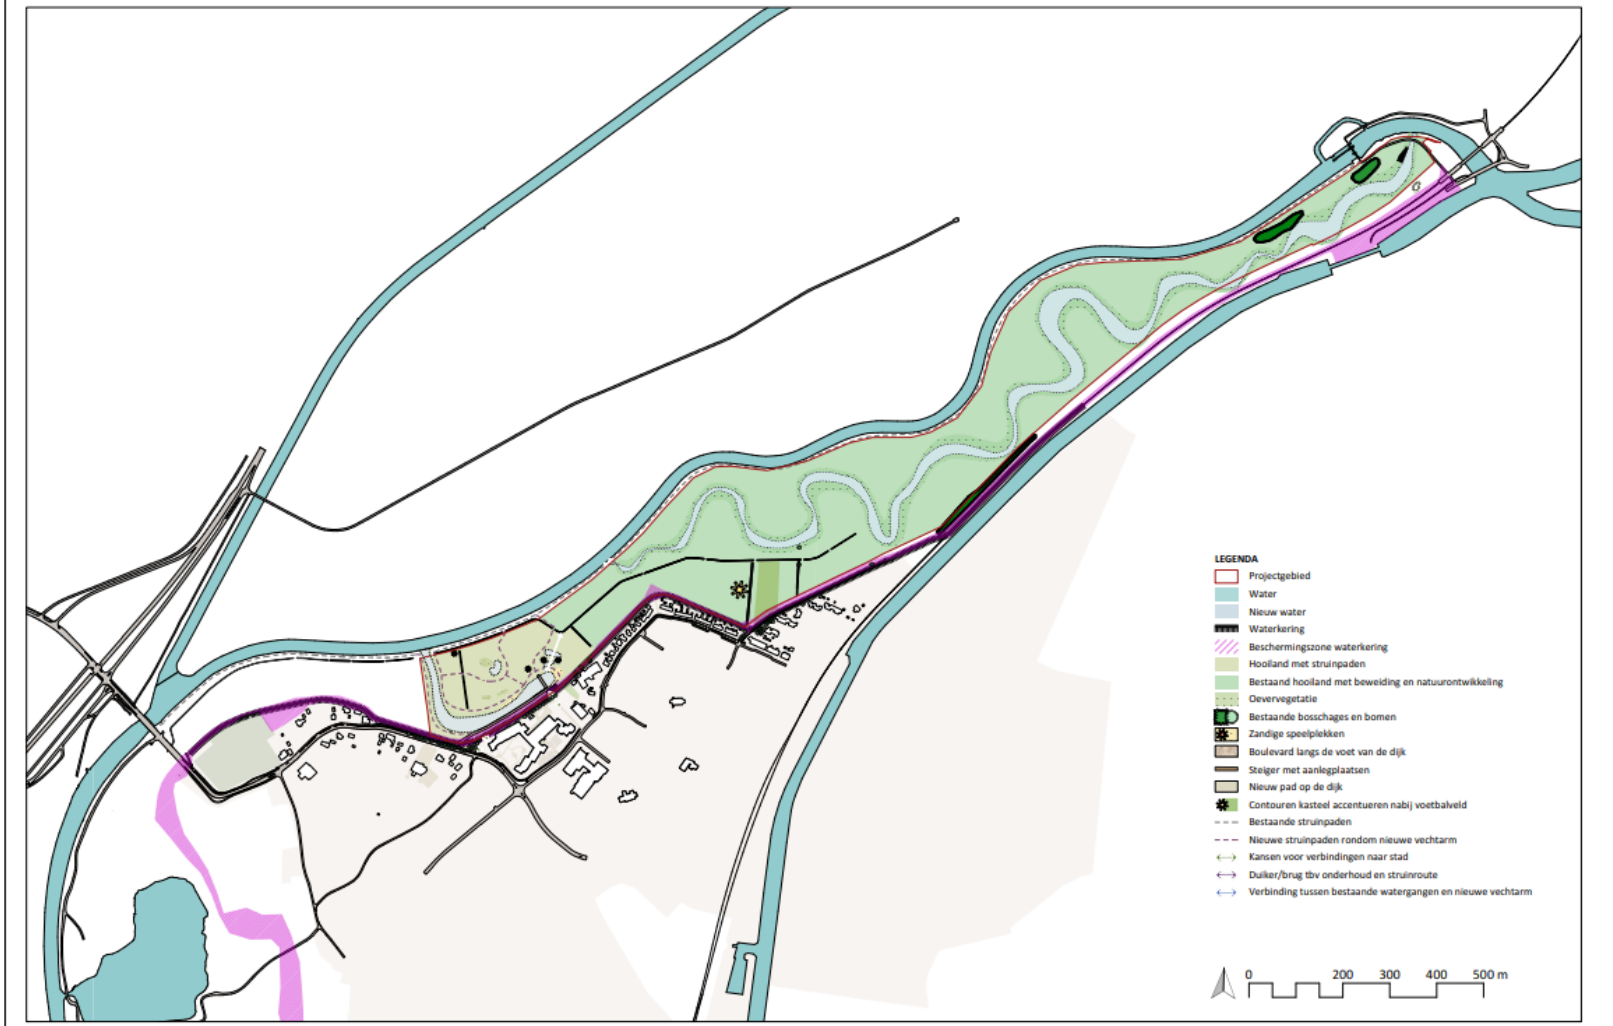 LEGENDA
Projectgebied
Water
Nieuw water
Waterkering
Beschermingszone waterkering
Hooiland met struinpaden
Bestaand hooiland met beweiding en natuurontwikkeling
Oevervegetatie
Bestaande bosschages en bomen
Zandige speelplekken
Boulevard langs de voet van de dijk
Steiger met aanlegplaatsen
Nieuw pad op de dijk
Contouren kasteel accentueren nabij voetbalveld
Bestaande struinpaden
Nieuwe struinpaden rondom nieuwe vechtarm
Kansen voor verbindingen naar stad
Duiker/brug tbv onderhoud en struinroute
Verbinding tussen bestaande watergangen en nieuwe vechtarm
0 200 300 400 500 m